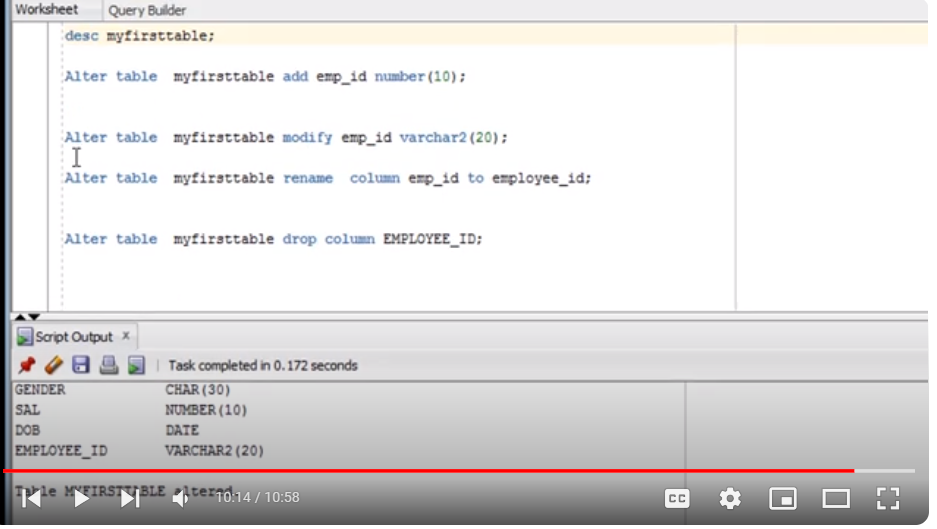 Worksheet Query Builder
desc myfirsttable;
Alter table myfirsttable add emp_id number(10);
Alter table myfirsttable modify emp_id varchar2(20);
Alter table myfirsttable rename column emp_id to employee_id;
Alter table myfirsttable drop column EMPLOYEE_ID;
Script Output x
Task completed in 0.172 seconds
GENDER CHAR(30)
SAL NUMBER(10)
DOB DATE
EMPLOYEE_ID VARCHAR2(20)
Table MYFIRSTTABLE altered.
10:14 / 10:58
CC